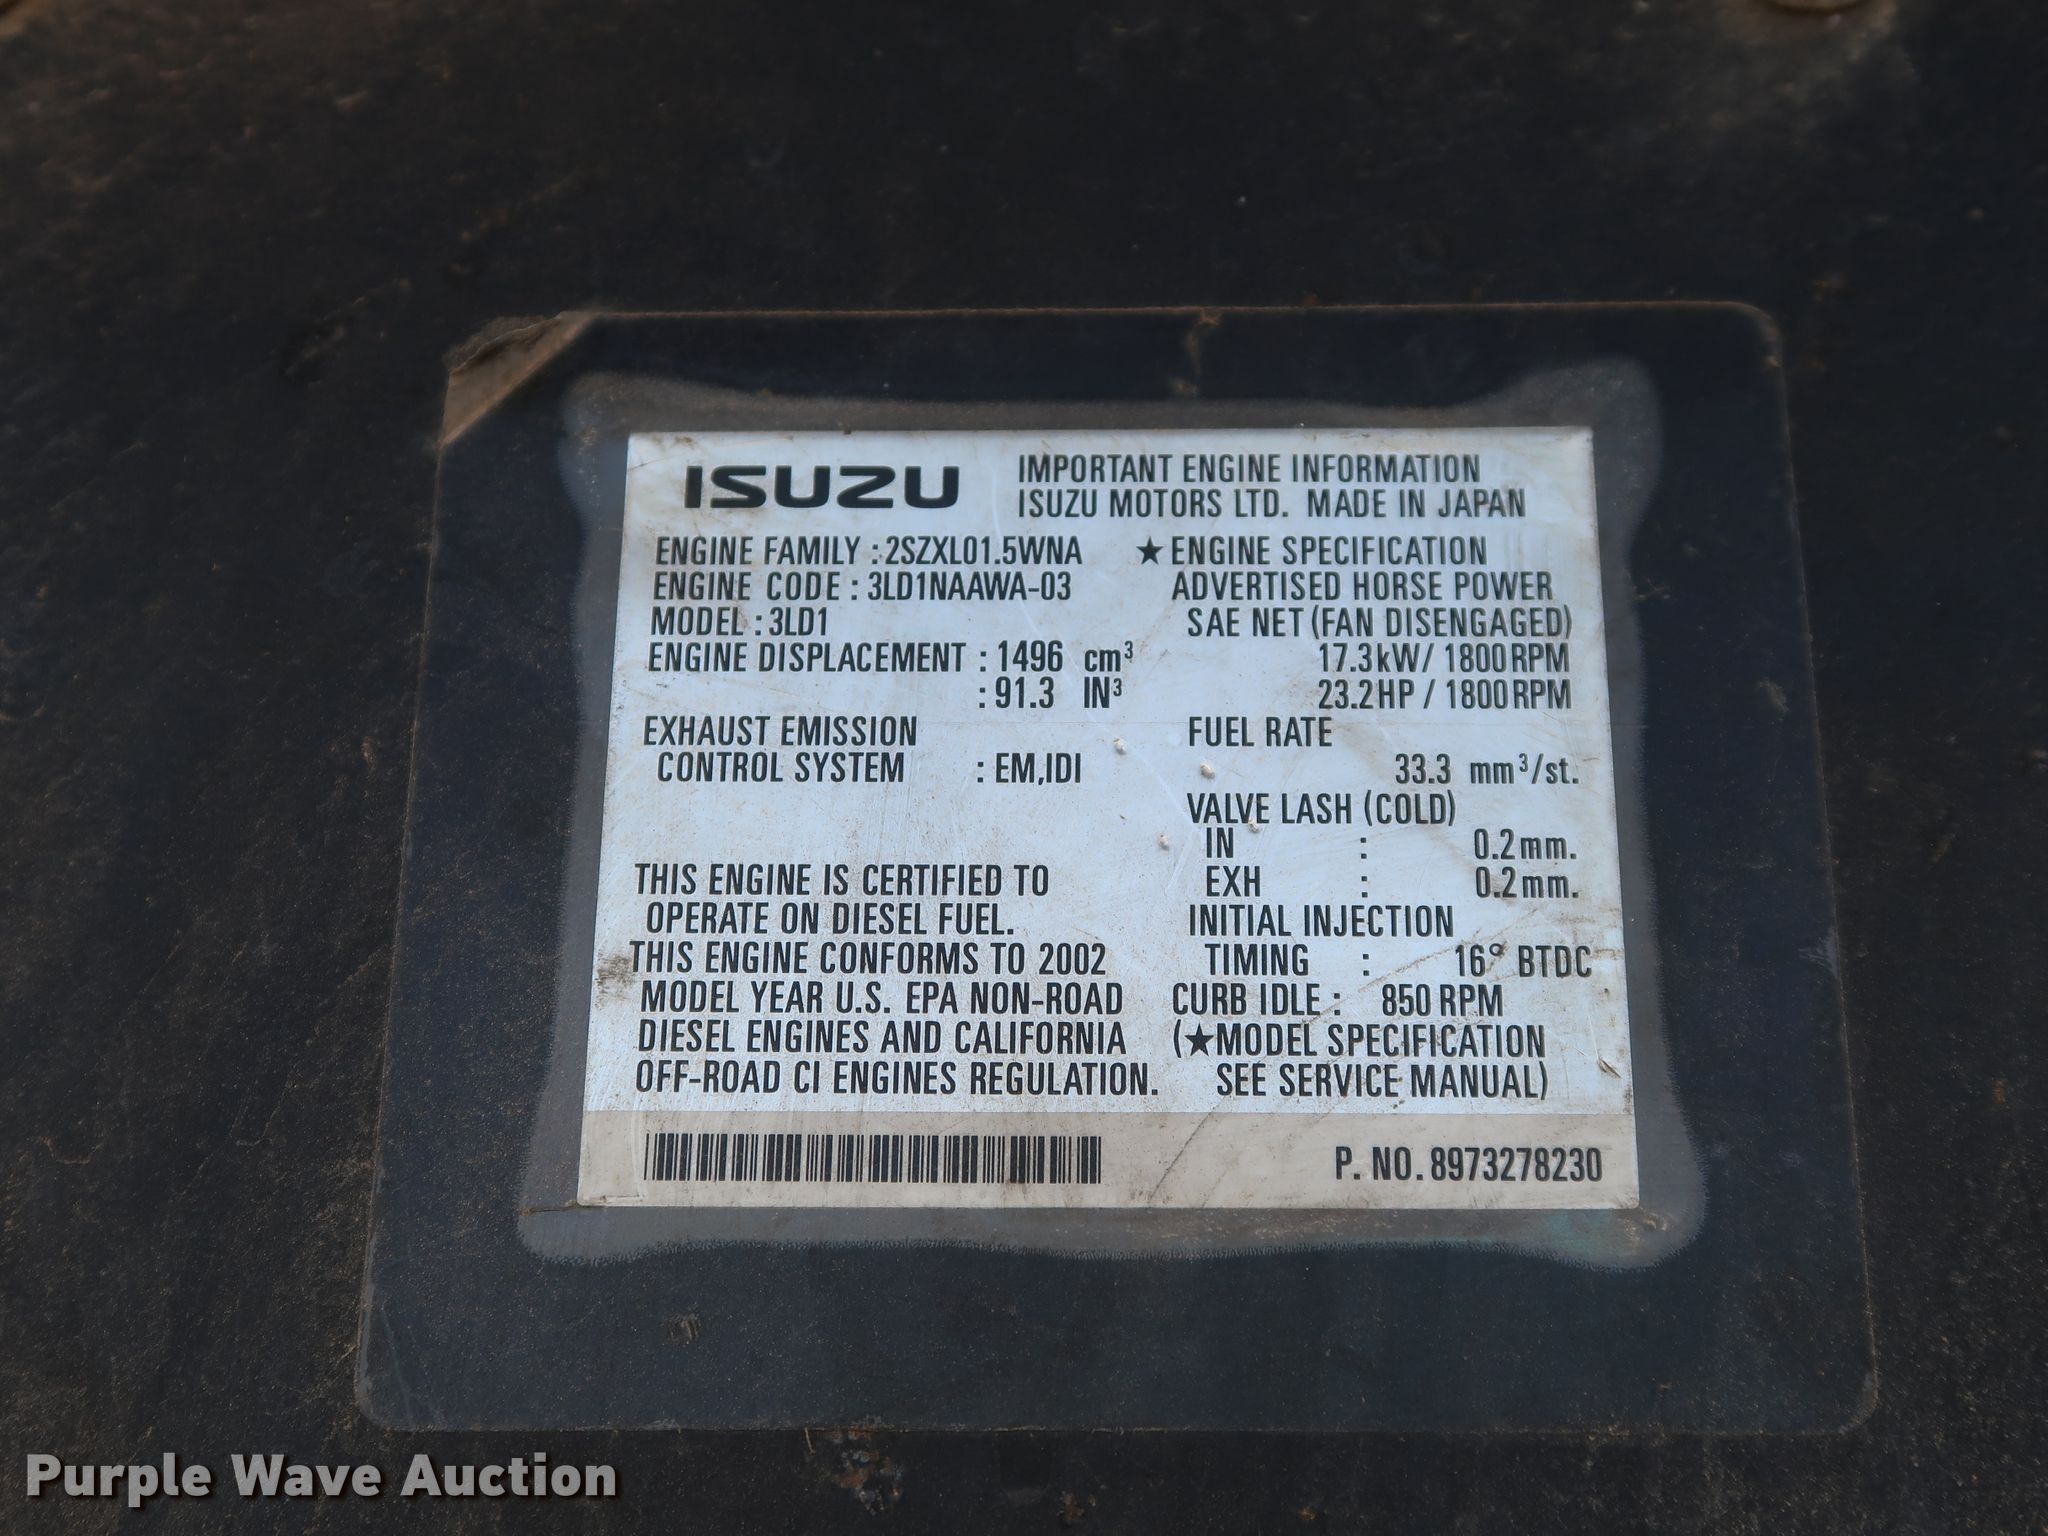 ISUZU
IMPORTANT ENGINE INFORMATION
ISUZU MOTORS LTD. MADE IN JAPAN
ENGINE FAMILY : 2SZXL01.5WNA
ENGINE CODE : 3LD1NAAWA-03
MODEL : 3LD1
ENGINE DISPLACEMENT : 1496 cm³
: 91.3 IN³
EXHAUST EMISSION
CONTROL SYSTEM : EM,IDI
THIS ENGINE IS CERTIFIED TO
OPERATE ON DIESEL FUEL.
THIS ENGINE CONFORMS TO 2002
MODEL YEAR U.S. EPA NON-ROAD
DIESEL ENGINES AND CALIFORNIA
OFF-ROAD CI ENGINES REGULATION.
★ENGINE SPECIFICATION
ADVERTISED HORSE POWER
SAE NET (FAN DISENGAGED)
17.3kW/ 1800RPM
23.2HP / 1800RPM
FUEL RATE
33.3 mm³/st.
VALVE LASH (COLD)
IN : 0.2mm.
EXH : 0.2mm.
INITIAL INJECTION
TIMING : 16° BTDC
CURB IDLE : 850 RPM
(★MODEL SPECIFICATION
SEE SERVICE MANUAL)
P. NO. 8973278230
Purple Wave Auction